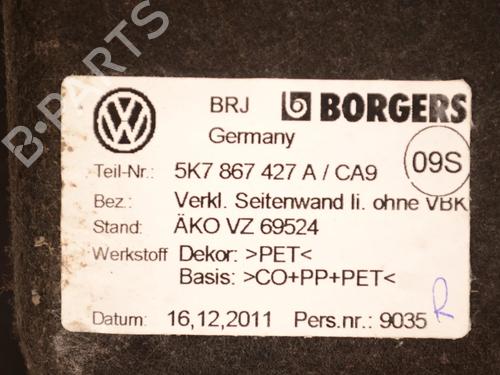 B-PARTS
BRJ BORGERS
Germany
09S
Teil-Nr.: 5K7 867 427 A / CA9
Bez.: Verkl. Seitenwand li. ohne VBK
Stand: ÄKO VZ 69524
Werkstoff Dekor: >PET<
Basis: >CO+PP+PET<
R
Datum: 16,12,2011 Pers.nr.: 9035